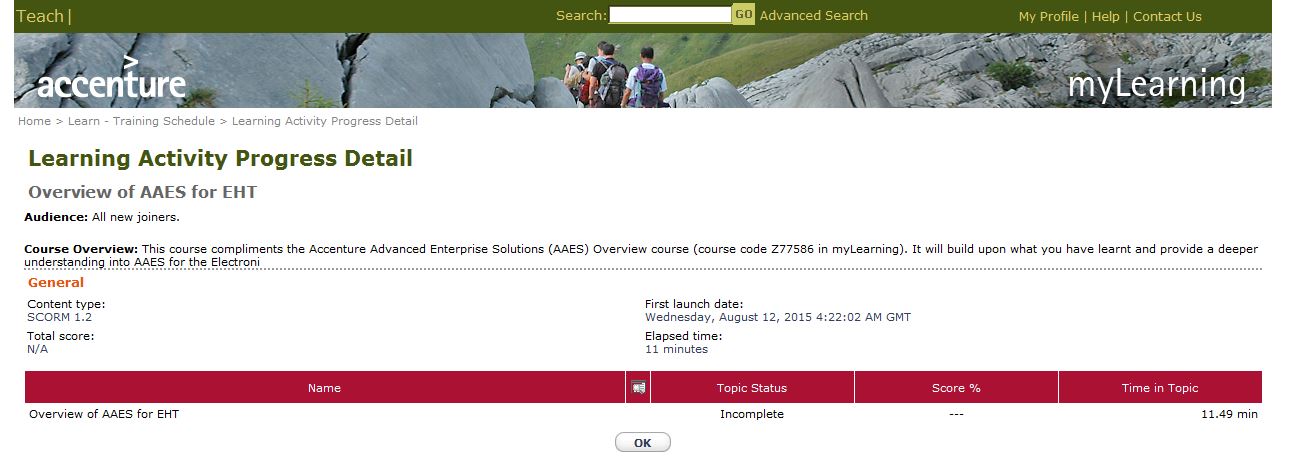 Teach |
Search: GO Advanced Search
My Profile | Help | Contact Us
accenture
>
myLearning
Home > Learn - Training Schedule > Learning Activity Progress Detail
Learning Activity Progress Detail
Overview of AAES for EHT
Audience: All new joiners.
Course Overview: This course compliments the Accenture Advanced Enterprise Solutions (AAES) Overview course (course code Z77586 in myLearning). It will build upon what you have learnt and provide a deeper
understanding into AAES for the Electroni
General
Content type:
SCORM 1.2
First launch date:
Wednesday, August 12, 2015 4:22:02 AM GMT
Total score:
N/A
Elapsed time:
11 minutes
Name Topic Status Score % Time in Topic
Overview of AAES for EHT Incomplete --- 11.49 min
OK